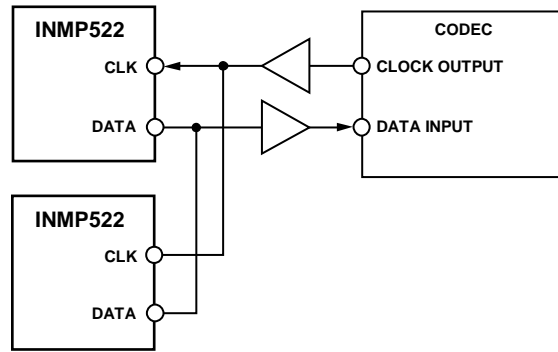 INMP522
CLK
DATA
CODEC
CLOCK OUTPUT
DATA INPUT
INMP522
CLK
DATA